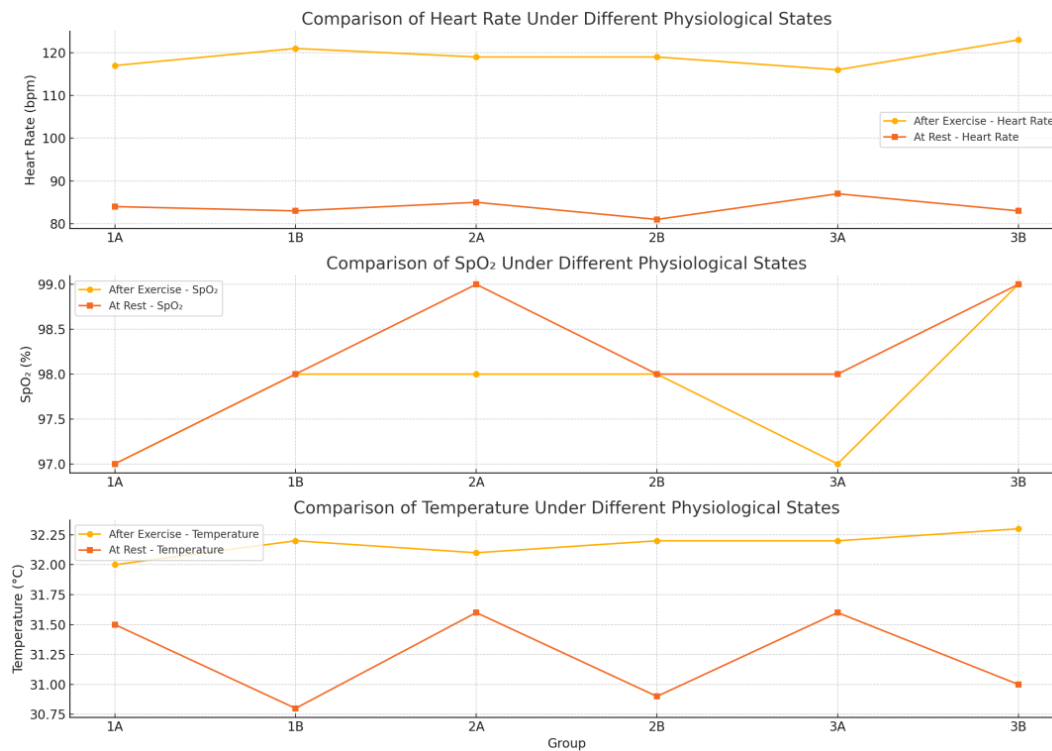 Comparison of Heart Rate Under Different Physiological States
120
110
100
90
80
Heart Rate (bpm)
After Exercise - Heart Rate
At Rest - Heart Rate
1A 1B 2A 2B 3A 3B
Comparison of SpO₂ Under Different Physiological States
99.0
98.5
98.0
97.5
97.0
SpO₂ (%)
After Exercise - SpO₂
At Rest - SpO₂
1A 1B 2A 2B 3A 3B
Comparison of Temperature Under Different Physiological States
32.25
32.00
31.75
31.50
31.25
31.00
30.75
Temperature (°C)
After Exercise - Temperature
At Rest - Temperature
1A 1B 2A 2B 3A 3B
Group